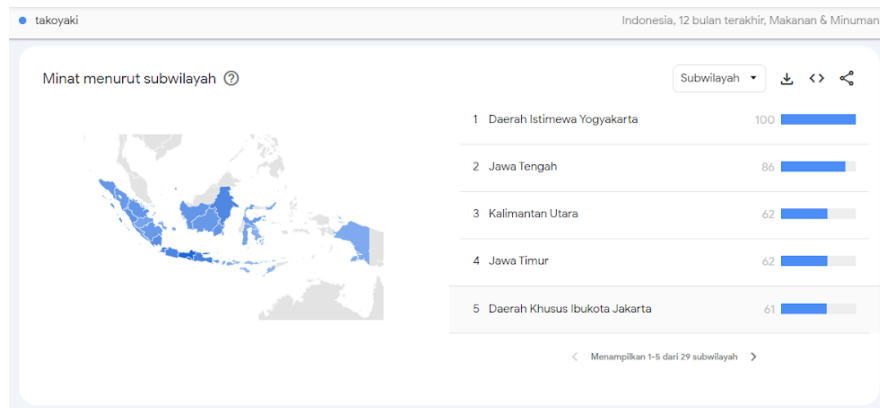 takoyaki
Indonesia, 12 bulan terakhir, Makanan & Minuman
Minat menurut subwilayah
Subwilayah
1 Daerah Istimewa Yogyakarta 100
2 Jawa Tengah 86
3 Kalimantan Utara 62
4 Jawa Timur 62
5 Daerah Khusus Ibukota Jakarta 61
Menampilkan 1-5 dari 29 subwilayah